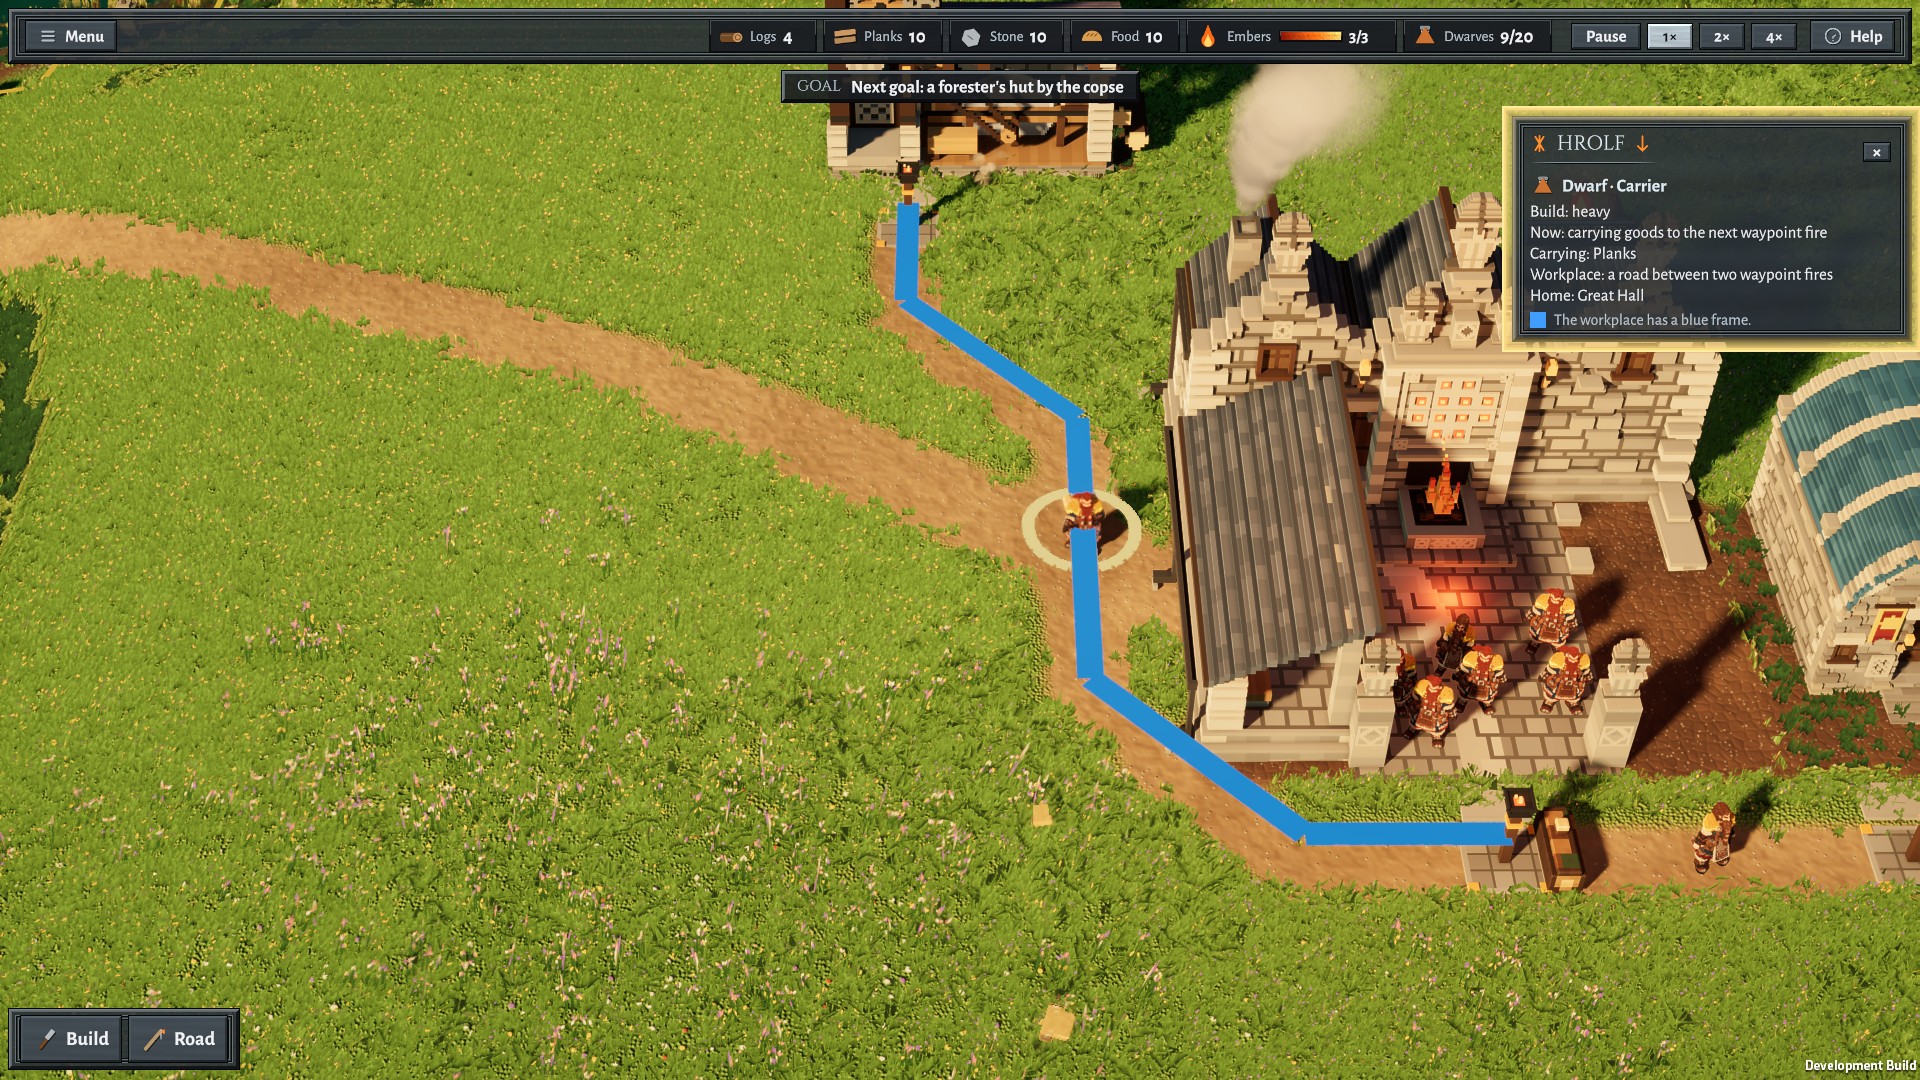 Menu
Logs 4
Planks 10
Stone 10
Food 10
Embers 3/3
Dwarves 9/20
Pause
1×
2×
4×
Help
GOAL Next goal: a forester's hut by the copse
HROLF
×
Dwarf · Carrier
Build: heavy
Now: carrying goods to the next waypoint fire
Carrying: Planks
Workplace: a road between two waypoint fires
Home: Great Hall
The workplace has a blue frame.
Build
Road
Development Build